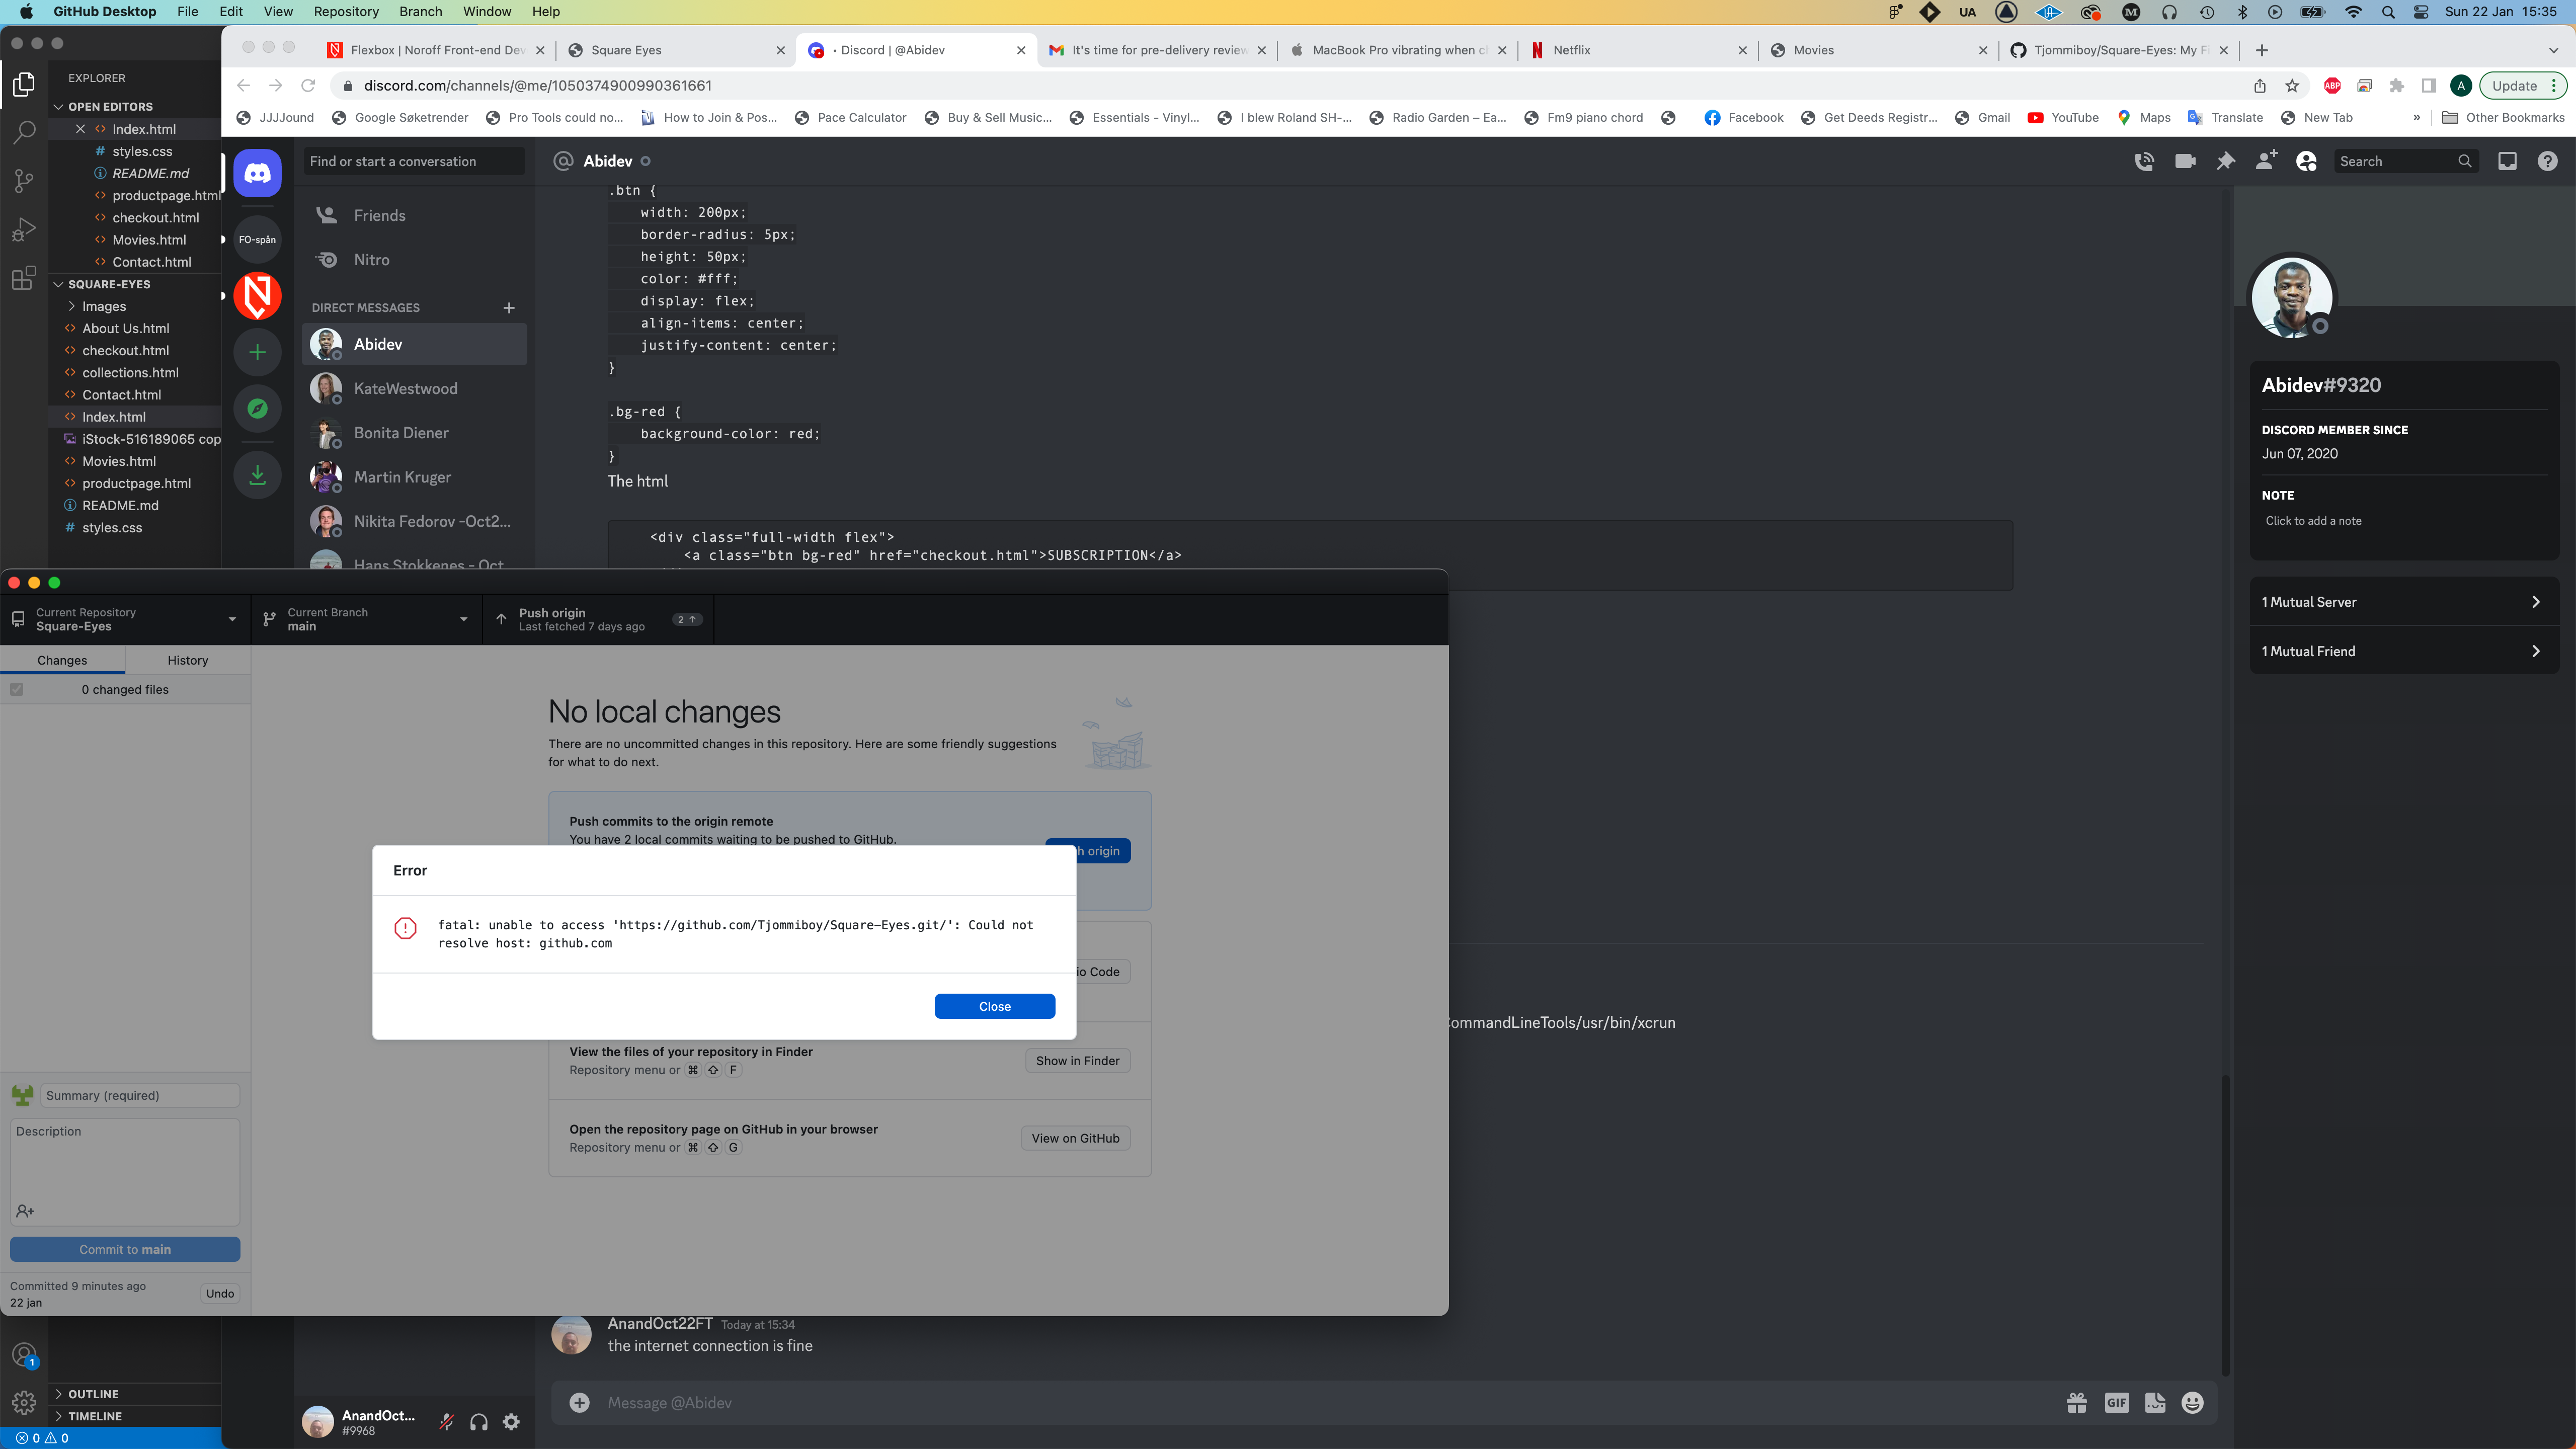 GitHub Desktop File Edit View Repository Branch Window Help
UA Sun 22 Jan 15:35
Flexbox | Noroff Front-end Dev
Square Eyes
• Discord | @Abidev
It's time for pre-delivery review
MacBook Pro vibrating when c
Netflix
Movies
Tjommiboy/Square-Eyes: My F
discord.com/channels/@me/1050374900990361661
ABP
A
Update
JJJJound
Google Søketrender
Pro Tools could no...
How to Join & Pos...
Pace Calculator
Buy & Sell Music...
Essentials - Vinyl...
I blew Roland SH-...
Radio Garden – Ea...
Fm9 piano chord
Facebook
Get Deeds Registr...
Gmail
YouTube
Maps
Translate
New Tab
»
Other Bookmarks
EXPLORER
OPEN EDITORS
Index.html
styles.css
README.md
productpage.html
checkout.html
Movies.html
Contact.html
SQUARE-EYES
Images
About Us.html
checkout.html
collections.html
Contact.html
Index.html
iStock-516189065 cop
Movies.html
productpage.html
README.md
styles.css
FO-spån
Find or start a conversation
Friends
Nitro
DIRECT MESSAGES
Abidev
KateWestwood
Bonita Diener
Martin Kruger
Nikita Fedorov -Oct2...
Hans Stokkenes - Oct
Abidev
Search
.btn {
width: 200px;
border-radius: 5px;
height: 50px;
color: #fff;
display: flex;
align-items: center;
justify-content: center;
}
.bg-red {
background-color: red;
}
The html
<div class="full-width flex">
<a class="btn bg-red" href="checkout.html">SUBSCRIPTION</a>
Abidev#9320
DISCORD MEMBER SINCE
Jun 07, 2020
NOTE
Click to add a note
1 Mutual Server
1 Mutual Friend
Current Repository
Square-Eyes
Current Branch
main
Push origin
Last fetched 7 days ago
2
Changes
History
0 changed files
No local changes
There are no uncommitted changes in this repository. Here are some friendly suggestions
for what to do next.
Push commits to the origin remote
You have 2 local commits waiting to be pushed to GitHub.
h origin
Error
fatal: unable to access 'https://github.com/Tjommiboy/Square-Eyes.git/': Could not
resolve host: github.com
Close
io Code
CommandLineTools/usr/bin/xcrun
View the files of your repository in Finder
Repository menu or ⌘ ⇧ F
Show in Finder
Open the repository page on GitHub in your browser
Repository menu or ⌘ ⇧ G
View on GitHub
Summary (required)
Description
Commit to main
Committed 9 minutes ago
22 jan
Undo
AnandOct22FT Today at 15:34
the internet connection is fine
1
OUTLINE
TIMELINE
0 0
AnandOct...
#9968
Message @Abidev
GIF